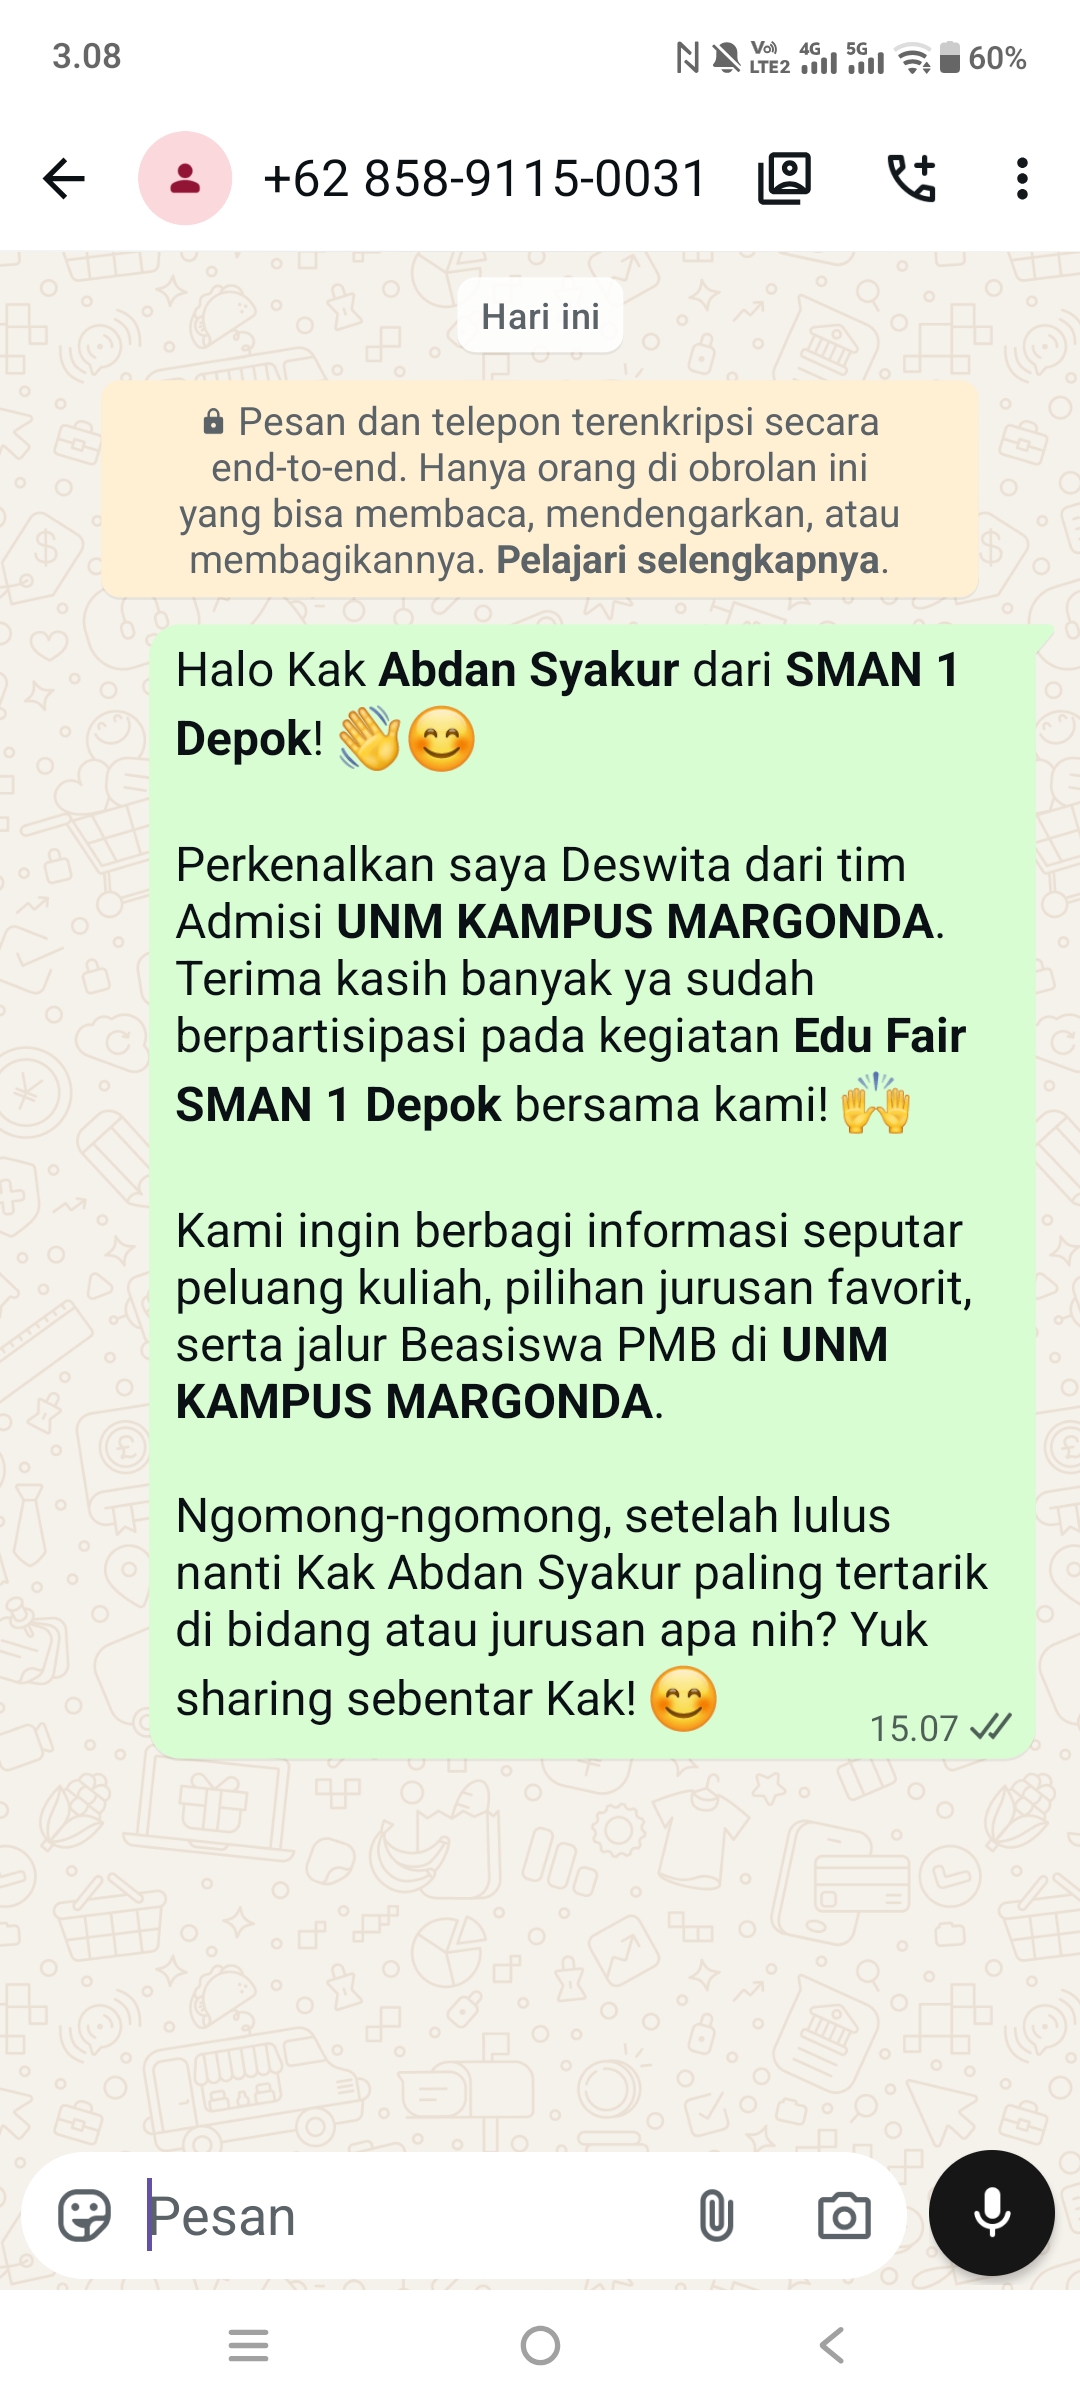 3.08
Vo)) LTE2 4G 5G 60%
+62 858-9115-0031
Hari ini
Pesan dan telepon terenkripsi secara
end-to-end. Hanya orang di obrolan ini
yang bisa membaca, mendengarkan, atau
membagikannya. Pelajari selengkapnya.
Halo Kak Abdan Syakur dari SMAN 1
Depok! 👋😊
Perkenalkan saya Deswita dari tim
Admisi UNM KAMPUS MARGONDA.
Terima kasih banyak ya sudah
berpartisipasi pada kegiatan Edu Fair
SMAN 1 Depok bersama kami! 🙌
Kami ingin berbagi informasi seputar
peluang kuliah, pilihan jurusan favorit,
serta jalur Beasiswa PMB di UNM
KAMPUS MARGONDA.
Ngomong-ngomong, setelah lulus
nanti Kak Abdan Syakur paling tertarik
di bidang atau jurusan apa nih? Yuk
sharing sebentar Kak! 😊
15.07
Pesan